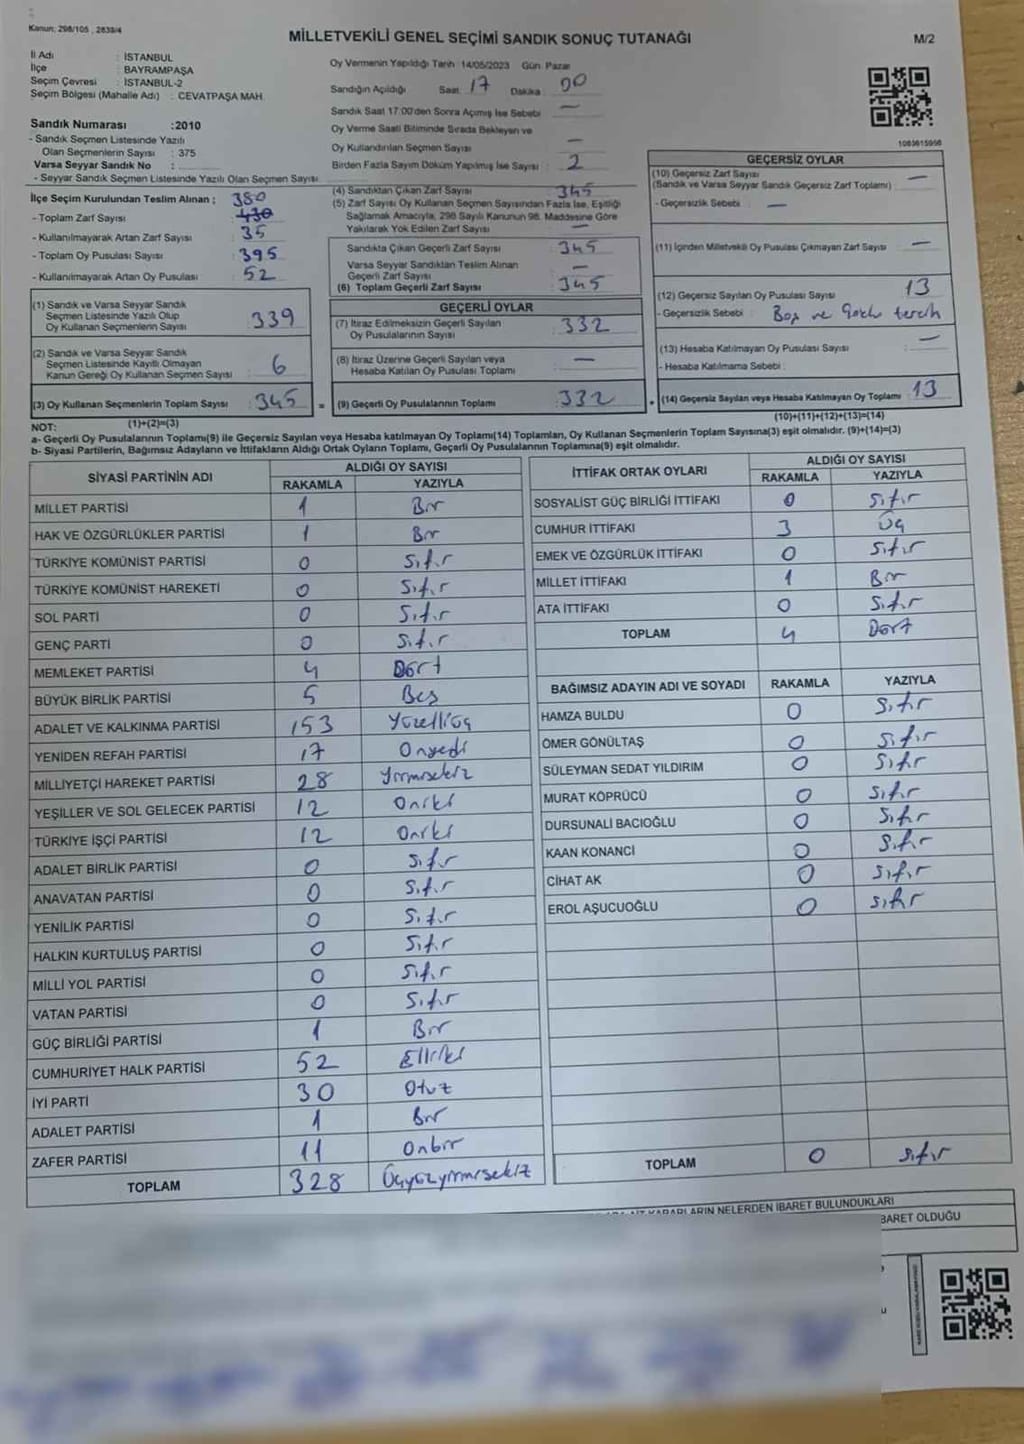 Kanun: 298/105 , 2839/4
MİLLETVEKİLİ GENEL SEÇİMİ SANDIK SONUÇ TUTANAĞI
M/2
İl Adı : İSTANBUL
İlçe : BAYRAMPAŞA
Seçim Çevresi : İSTANBUL-2
Seçim Bölgesi (Mahalle Adı) : CEVATPAŞA MAH.
Sandık Numarası :2010
- Sandık Seçmen Listesinde Yazılı
Olan Seçmenlerin Sayısı : 375
Varsa Seyyar Sandık No :
- Seyyar Sandık Seçmen Listesinde Yazılı Olan Seçmen Sayısı
İlçe Seçim Kurulundan Teslim Alınan ; 380
- Toplam Zarf Sayısı 430
- Kullanılmayarak Artan Zarf Sayısı 35
- Toplam Oy Pusulası Sayısı 395
- Kullanılmayarak Artan Oy Pusulası 52
(1) Sandık ve Varsa Seyyar Sandık
Seçmen Listesinde Yazılı Olup
Oy Kullanan Seçmenlerin Sayısı : 339
(2) Sandık ve Varsa Seyyar Sandık
Seçmen Listesinde Kayıtlı Olmayan
Kanun Gereği Oy Kullanan Seçmen Sayısı : 6
(3) Oy Kullanan Seçmenlerin Toplam Sayısı : 345 =
(1)+(2)=(3)
Oy Vermenin Yapıldığı Tarih :14/05/2023 Gün: Pazar
Sandığın Açıldığı Saat: 17 Dakika 00
Sandık Saat 17:00'den Sonra Açılmış İse Sebebi : —
Oy Verme Saati Bitiminde Sırada Bekleyen ve
Oy Kullandırılan Seçmen Sayısı : —
Birden Fazla Sayım Döküm Yapılmış İse Sayısı : 2
(4) Sandıktan Çıkan Zarf Sayısı : 345
(5) Zarf Sayısı Oy Kullanan Seçmen Sayısından Fazla İse, Eşitliği
Sağlamak Amacıyla, 298 Sayılı Kanunun 98. Maddesine Göre
Yakılarak Yok Edilen Zarf Sayısı : —
Sandıkta Çıkan Geçerli Zarf Sayısı : 345
Varsa Seyyar Sandıktan Teslim Alınan
Geçerli Zarf Sayısı : —
(6) Toplam Geçerli Zarf Sayısı : 345
GEÇERLİ OYLAR
(7) İtiraz Edilmeksizin Geçerli Sayılan
Oy Pusulalarının Sayısı : 332
(8) İtiraz Üzerine Geçerli Sayılan veya
Hesaba Katılan Oy Pusulası Toplamı : —
(9) Geçerli Oy Pusulalarının Toplamı : 332 +
1083615956
GEÇERSİZ OYLAR
(10) Geçersiz Zarf Sayısı : —
(Sandık ve Varsa Seyyar Sandık Geçersiz Zarf Toplamı)
- Geçersizlik Sebebi : —
(11) İçinden Milletvekili Oy Pusulası Çıkmayan Zarf Sayısı : —
(12) Geçersiz Sayılan Oy Pusulası Sayısı : 13
- Geçersizlik Sebebi : Boş ve Çoklu tercih
(13) Hesaba Katılmayan Oy Pusulası Sayısı : —
- Hesaba Katılmama Sebebi :
(14) Geçersiz Sayılan veya Hesaba Katılmayan Oy Toplamı : 13
(10)+(11)+(12)+(13)=(14)
NOT:
a- Geçerli Oy Pusulalarının Toplamı(9) ile Geçersiz Sayılan veya Hesaba katılmayan Oy Toplamı(14) Toplamları, Oy Kullanan Seçmenlerin Toplam Sayısına(3) eşit olmalıdır. (9)+(14)=(3)
b- Siyasi Partilerin, Bağımsız Adayların ve İttifakların Aldığı Ortak Oyların Toplamı, Geçerli Oy Pusulalarının Toplamına(9) eşit olmalıdır.
SİYASİ PARTİNİN ADI ALDIĞI OY SAYISI
RAKAMLA YAZIYLA
MİLLET PARTİSİ 1 Bir
HAK VE ÖZGÜRLÜKLER PARTİSİ 1 Bir
TÜRKİYE KOMÜNİST PARTİSİ 0 Sıfır
TÜRKİYE KOMÜNİST HAREKETİ 0 Sıfır
SOL PARTİ 0 Sıfır
GENÇ PARTİ 0 Sıfır
MEMLEKET PARTİSİ 4 Dört
BÜYÜK BİRLİK PARTİSİ 5 Beş
ADALET VE KALKINMA PARTİSİ 153 Yüzelliüç
YENİDEN REFAH PARTİSİ 17 Onyedi
MİLLİYETÇİ HAREKET PARTİSİ 28 Yirmisekiz
YEŞİLLER VE SOL GELECEK PARTİSİ 12 Oniki
TÜRKİYE İŞÇİ PARTİSİ 12 Oniki
ADALET BİRLİK PARTİSİ 0 Sıfır
ANAVATAN PARTİSİ 0 Sıfır
YENİLİK PARTİSİ 0 Sıfır
HALKIN KURTULUŞ PARTİSİ 0 Sıfır
MİLLİ YOL PARTİSİ 0 Sıfır
VATAN PARTİSİ 0 Sıfır
GÜÇ BİRLİĞİ PARTİSİ 1 Bir
CUMHURİYET HALK PARTİSİ 52 Elliiki
İYİ PARTİ 30 Otuz
ADALET PARTİSİ 1 Bir
ZAFER PARTİSİ 11 Onbir
TOPLAM 328 Üçyüzyirmisekiz
İTTİFAK ORTAK OYLARI ALDIĞI OY SAYISI
RAKAMLA YAZIYLA
SOSYALİST GÜÇ BİRLİĞİ İTTİFAKI 0 Sıfır
CUMHUR İTTİFAKI 3 Üç
EMEK VE ÖZGÜRLÜK İTTİFAKI 0 Sıfır
MİLLET İTTİFAKI 1 Bir
ATA İTTİFAKI 0 Sıfır
TOPLAM 4 Dört
BAĞIMSIZ ADAYIN ADI VE SOYADI RAKAMLA YAZIYLA
HAMZA BULDU 0 Sıfır
ÖMER GÖNÜLTAŞ 0 Sıfır
SÜLEYMAN SEDAT YILDIRIM 0 Sıfır
MURAT KÖPRÜCÜ 0 Sıfır
DURSUNALİ BACIOĞLU 0 Sıfır
KAAN KONANCI 0 Sıfır
CİHAT AK 0 Sıfır
EROL AŞUCUOĞLU 0 Sıfır
TOPLAM 0 Sıfır
KARARLARIN NELERDEN İBARET BULUNDUKLARI
BARET OLDUĞU